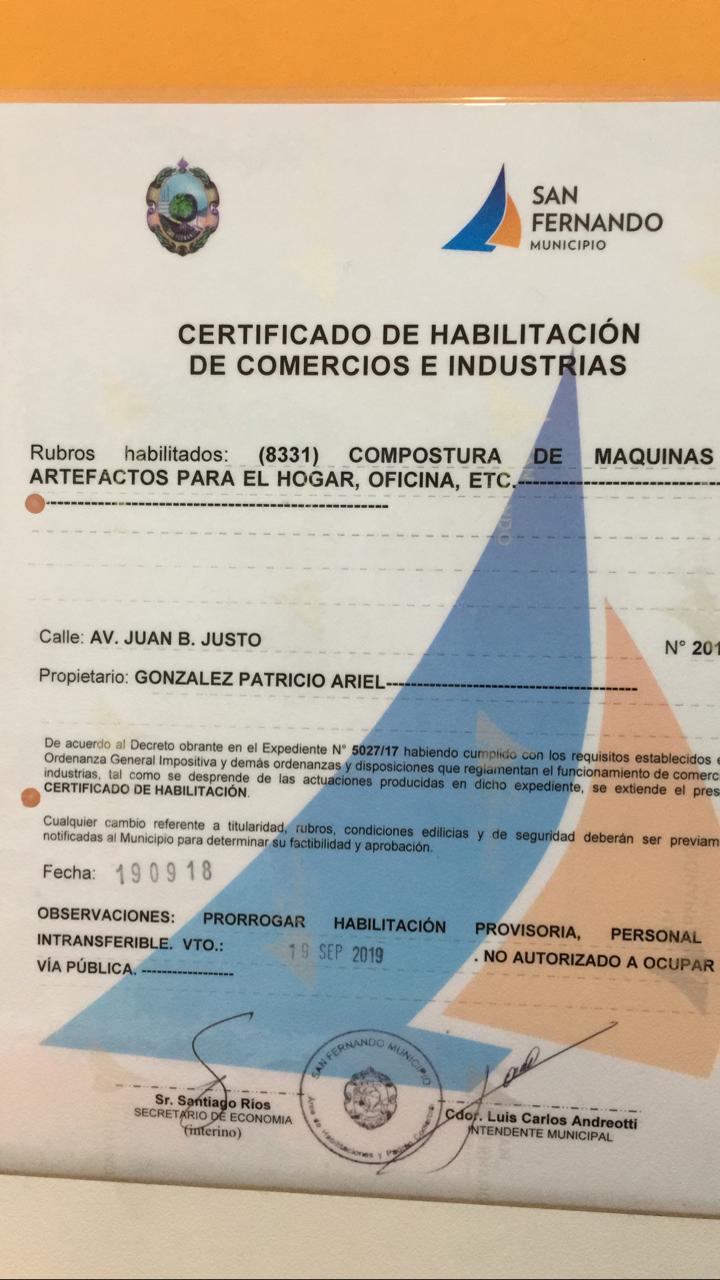 SAN
FERNANDO
MUNICIPIO
CERTIFICADO DE HABILITACIÓN
DE COMERCIOS E INDUSTRIAS
Rubros habilitados: (8331) COMPOSTURA DE MAQUINAS
ARTEFACTOS PARA EL HOGAR, OFICINA, ETC.
Calle: AV. JUAN B. JUSTO N° 201
Propietario: GONZALEZ PATRICIO ARIEL
De acuerdo al Decreto obrante en el Expediente N° 5027/17 habiendo cumplido con los requisitos establecidos e
Ordenanza General Impositiva y demás ordenanzas y disposiciones que reglamentan el funcionamiento de comerc
industrias, tal como se desprende de las actuaciones producidas en dicho expediente, se extiende el pres
CERTIFICADO DE HABILITACIÓN.
Cualquier cambio referente a titularidad, rubros, condiciones edilicias y de seguridad deberán ser previam
notificadas al Municipio para determinar su factibilidad y aprobación.
Fecha: 190918
OBSERVACIONES: PRORROGAR HABILITACIÓN PROVISORIA, PERSONAL
INTRANSFERIBLE. VTO.: 19 SEP 2019 . NO AUTORIZADO A OCUPAR
VÍA PÚBLICA.
SAN FERNANDO MUNICIPIO
Area de Habilitaciones y Comercio
Sr. Santiago Ríos
SECRETARIO DE ECONOMIA
(interino)
Cdor. Luis Carlos Andreotti
INTENDENTE MUNICIPAL